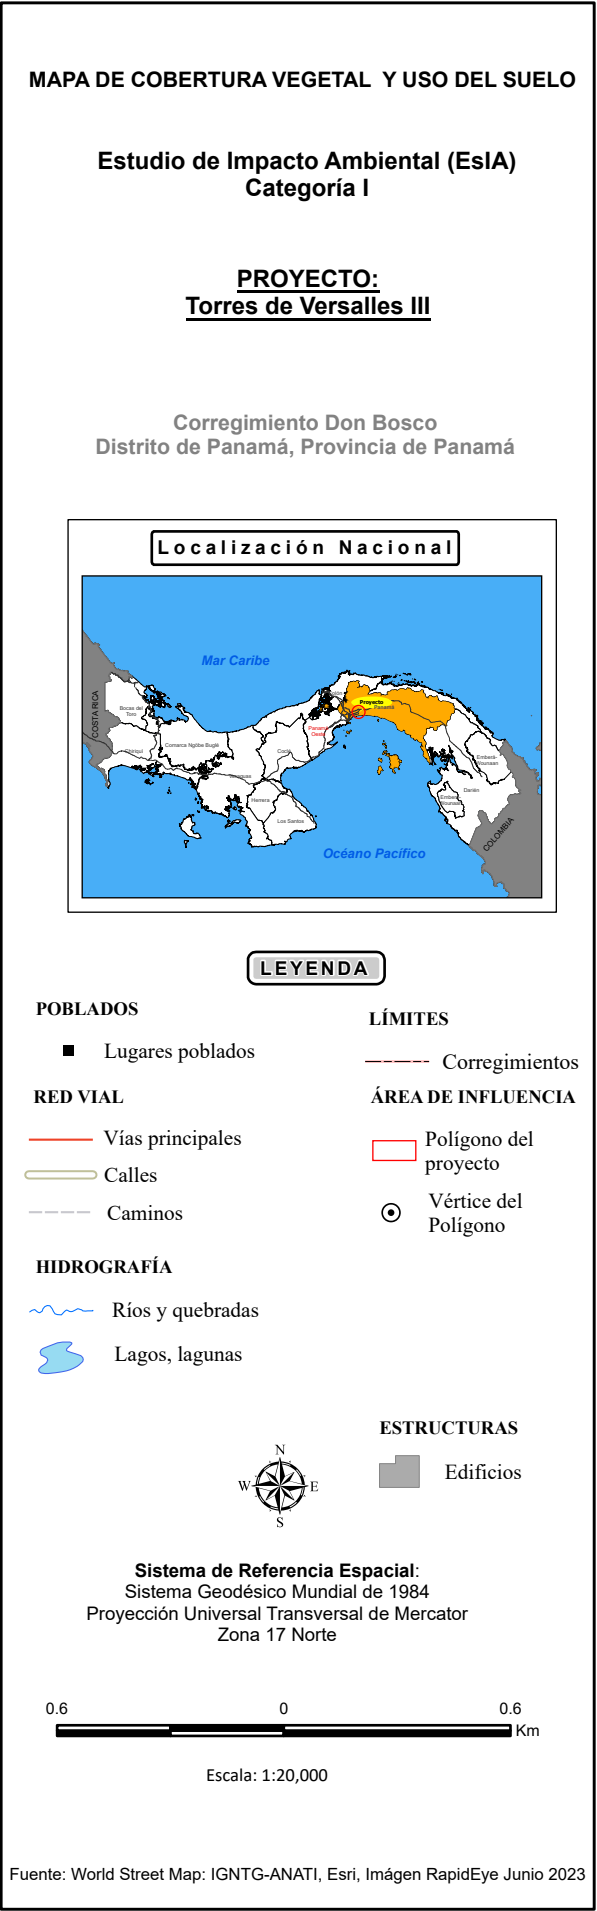 MAPA DE COBERTURA VEGETAL Y USO DEL SUELO
Estudio de Impacto Ambiental (EsIA)
Categoría I
PROYECTO:
Torres de Versalles III
Corregimiento Don Bosco
Distrito de Panamá, Provincia de Panamá
Localización Nacional
Mar Caribe
COSTA RICA
Bocas del
Toro
Chiriquí
Comarca Ngöbe Buglé
Coclé
Herrera
Los Santos
Panamá
Oeste
Proyecto
Panamá
Emberá-
Wounaan
Darién
Emberá-
Wounaan
COLOMBIA
Océano Pacífico
LEYENDA
POBLADOS
Lugares poblados
LÍMITES
Corregimientos
RED VIAL
Vías principales
Calles
Caminos
ÁREA DE INFLUENCIA
Polígono del
proyecto
Vértice del
Polígono
HIDROGRAFÍA
Ríos y quebradas
Lagos, lagunas
ESTRUCTURAS
Edificios
N
W E
S
Sistema de Referencia Espacial:
Sistema Geodésico Mundial de 1984
Proyección Universal Transversal de Mercator
Zona 17 Norte
0.6 0 0.6
Km
Escala: 1:20,000
Fuente: World Street Map: IGNTG-ANATI, Esri, Imágen RapidEye Junio 2023